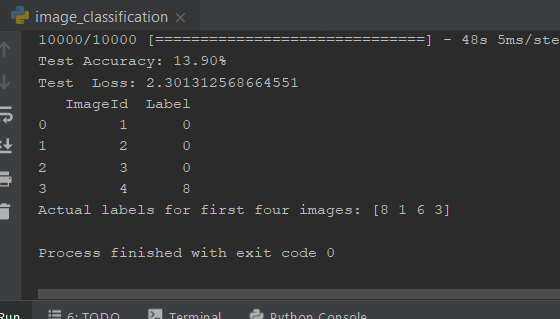 image_classification ×
10000/10000 [==============================] - 48s 5ms/ste
Test Accuracy: 13.90%
Test  Loss: 2.301312568664551
   ImageId  Label
0        1      0
1        2      0
2        3      0
3        4      8
Actual labels for first four images: [8 1 6 3]
Process finished with exit code 0
Run 6: TODO Terminal Python Console